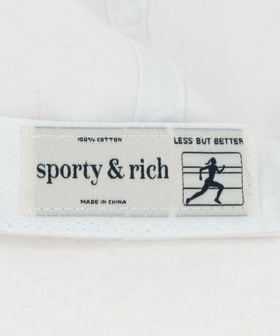 100% COTTON
LESS BUT BETTER
sporty & rich
MADE IN CHINA